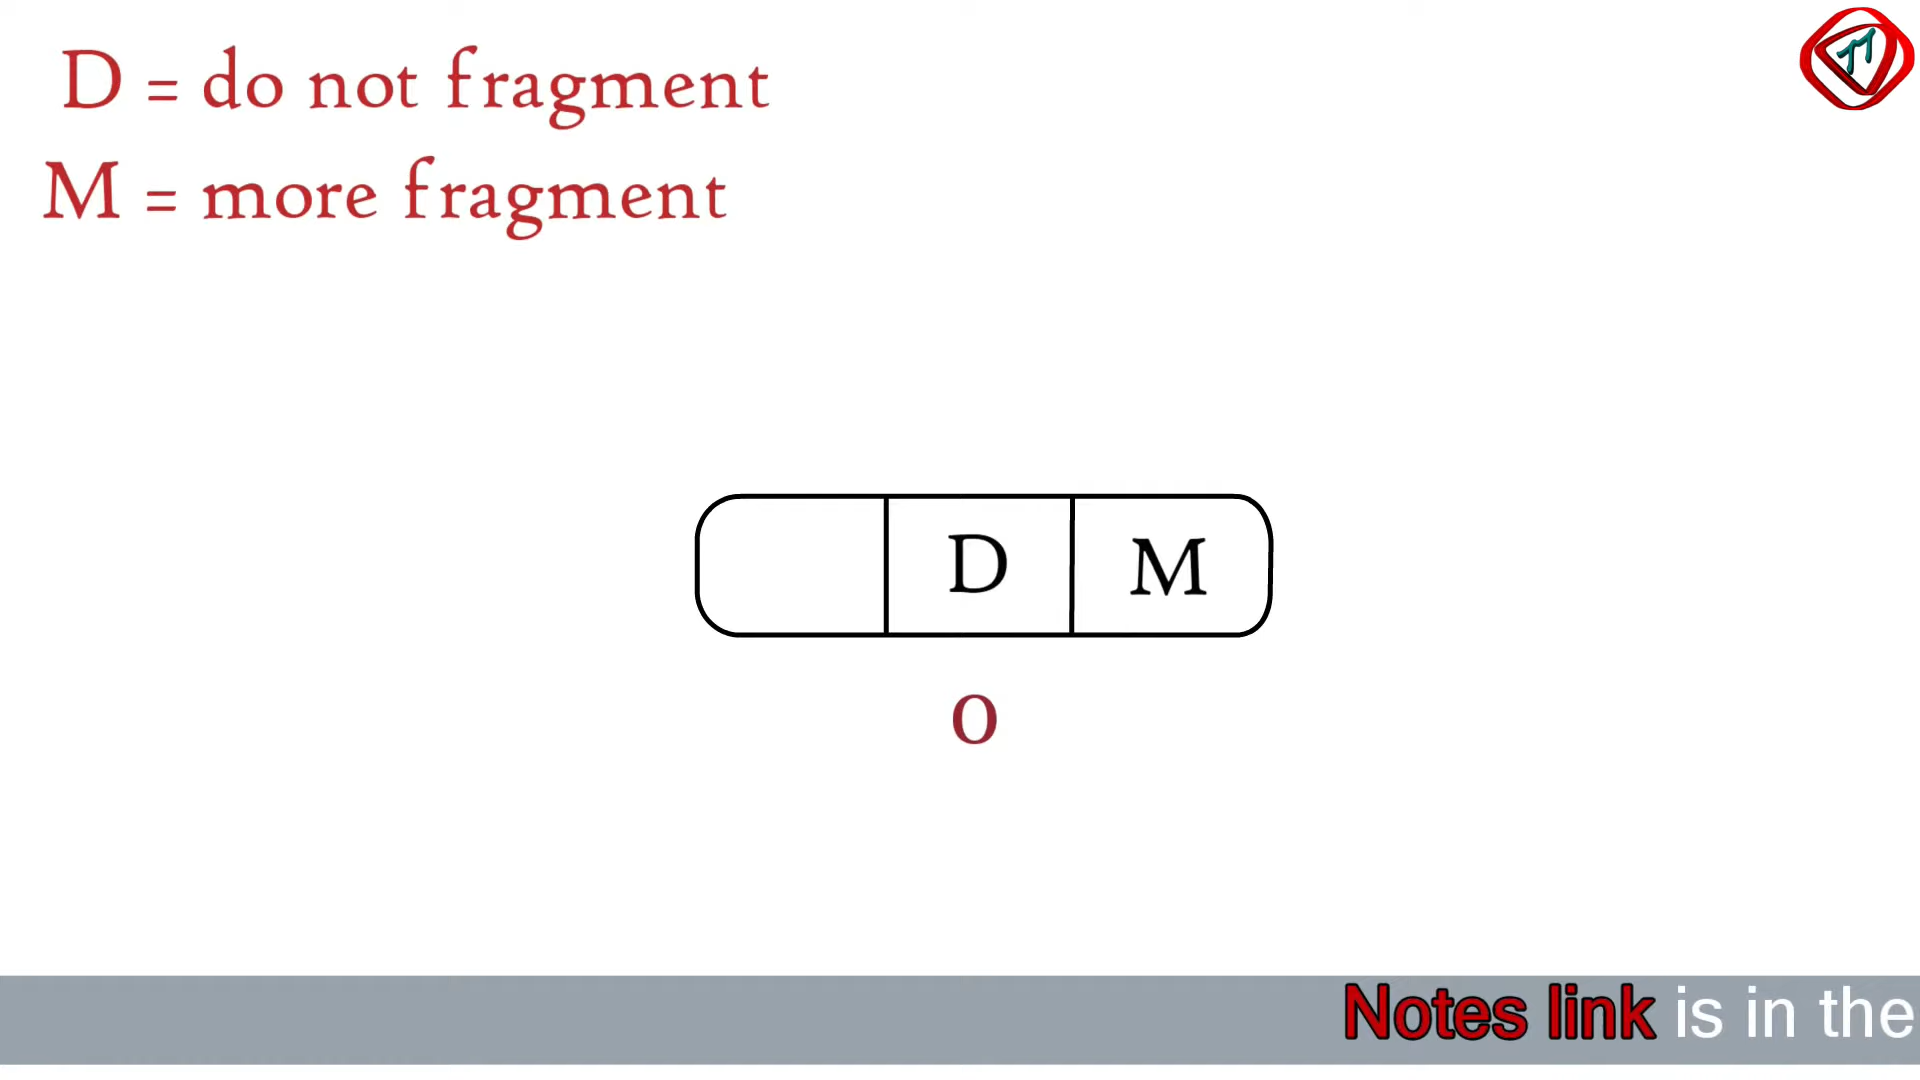 D = do not fragment
M = more fragment
D M
0
Notes link is in the